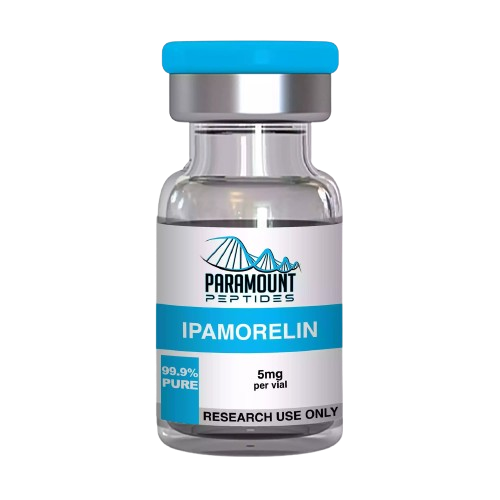 PARAMOUNT
PEPTIDES
IPAMORELIN
99.9%
PURE
5mg
per vial
RESEARCH USE ONLY